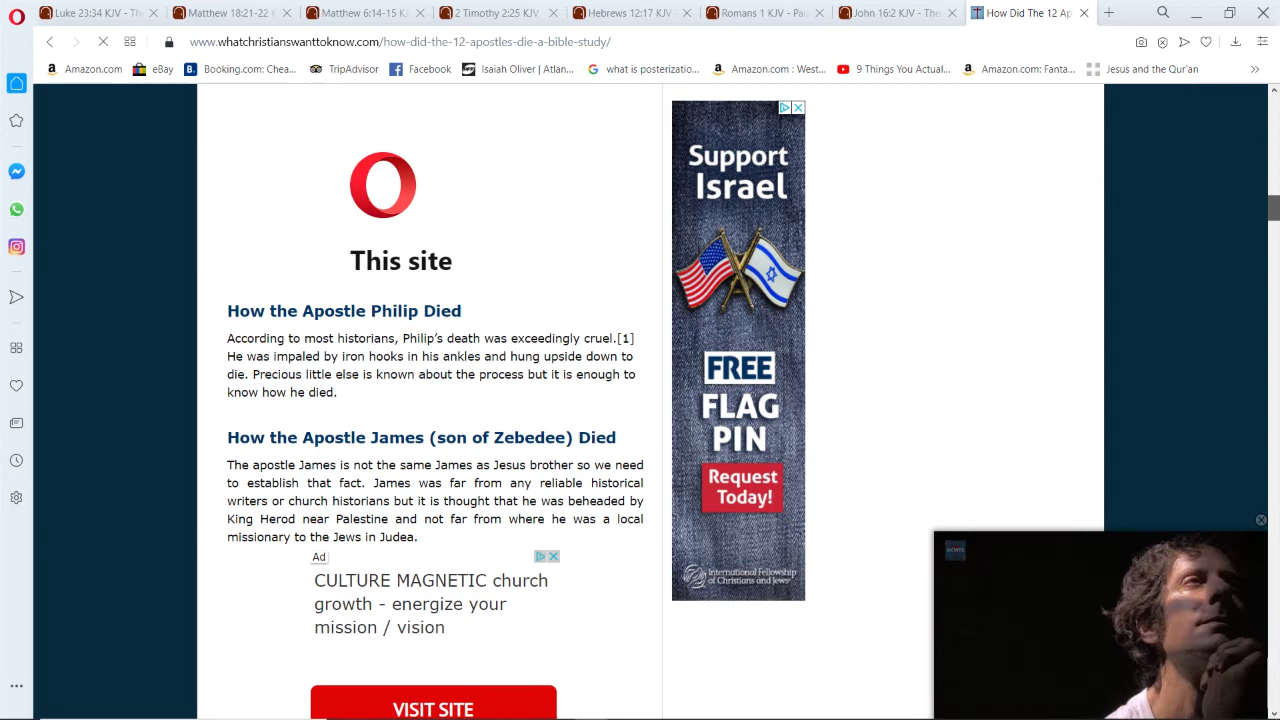 Luke 23:34 KJV - The
Matthew 18:21-22 K
Matthew 6:14-15 KJ
2 Timothy 2:25 KJV -
Hebrews 12:17 KJV -
Romans 1 KJV - Pau
John 16:2 KJV - The
How Did The 12 Ap
www.whatchristianswanttoknow.com/how-did-the-12-apostles-die-a-bible-study/
Amazon.com
eBay
Booking.com: Chea...
TripAdvisor
Facebook
Isaiah Oliver | Atlan...
what is posterizatio...
Amazon.com : West...
9 Things You Actual...
Amazon.com: Fanta...
Jesus and the Qur'an
This site
How the Apostle Philip Died
According to most historians, Philip's death was exceedingly cruel.[1]
He was impaled by iron hooks in his ankles and hung upside down to
die. Precious little else is known about the process but it is enough to
know how he died.
How the Apostle James (son of Zebedee) Died
The apostle James is not the same James as Jesus brother so we need
to establish that fact. James was far from any reliable historical
writers or church historians but it is thought that he was beheaded by
King Herod near Palestine and not far from where he was a local
missionary to the Jews in Judea.
Ad
CULTURE MAGNETIC church
growth - energize your
mission / vision
VISIT SITE
Support
Israel
FREE
FLAG
PIN
Request
Today!
International Fellowship
of Christians and Jews